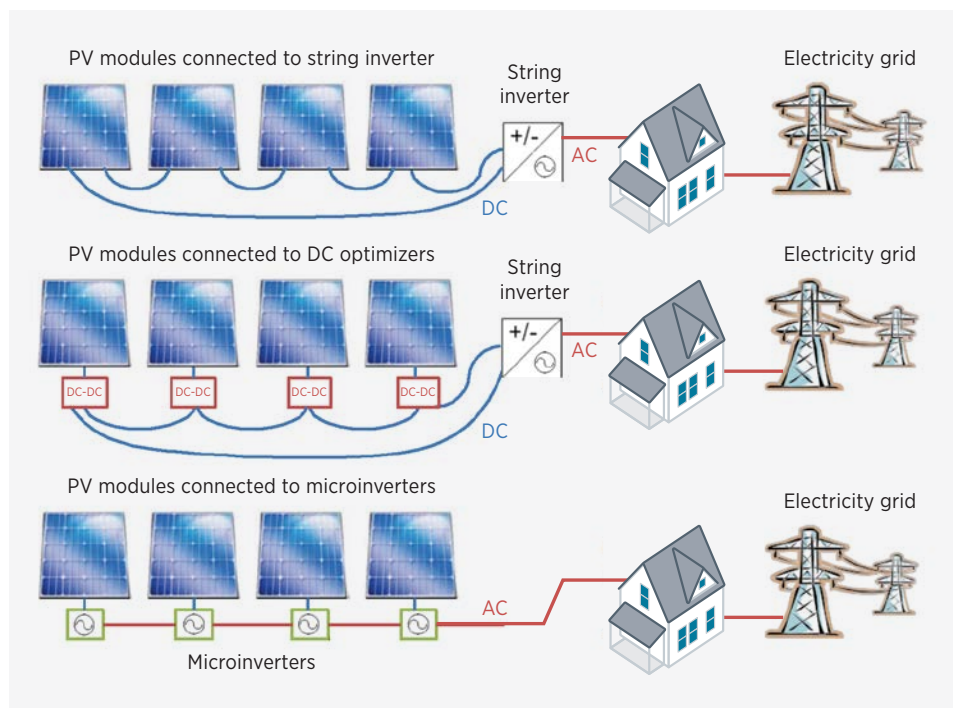 PV modules connected to string inverter
String
inverter
Electricity grid
+/-
AC
DC
PV modules connected to DC optimizers
String
inverter
Electricity grid
+/-
AC
DC-DC
DC-DC
DC-DC
DC-DC
DC
PV modules connected to microinverters
Electricity grid
AC
Microinverters